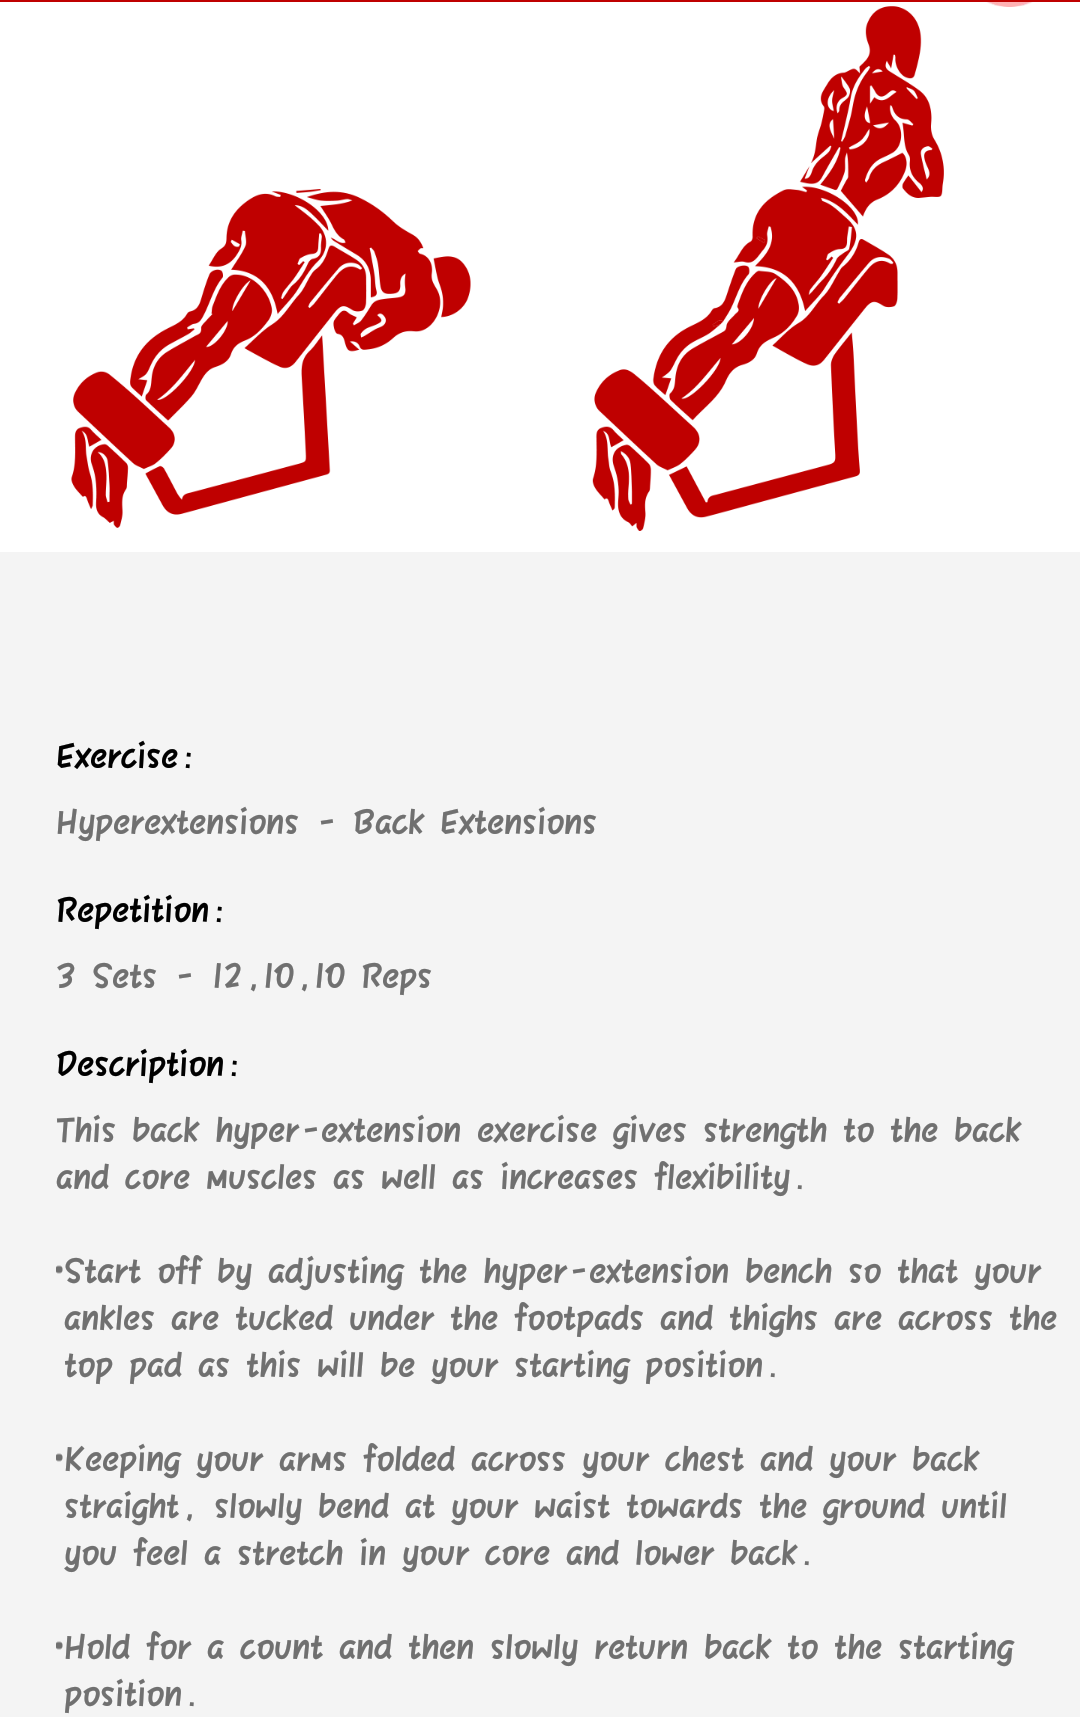 Exercise:
Hyperextensions - Back Extensions
Repetition:
3 Sets - 12,10,10 Reps
Description:
This back hyper-extension exercise gives strength to the back
and core muscles as well as increases flexibility.
•Start off by adjusting the hyper-extension bench so that your
ankles are tucked under the footpads and thighs are across the
top pad as this will be your starting position.
•Keeping your arms folded across your chest and your back
straight, slowly bend at your waist towards the ground until
you feel a stretch in your core and lower back.
•Hold for a count and then slowly return back to the starting
position.